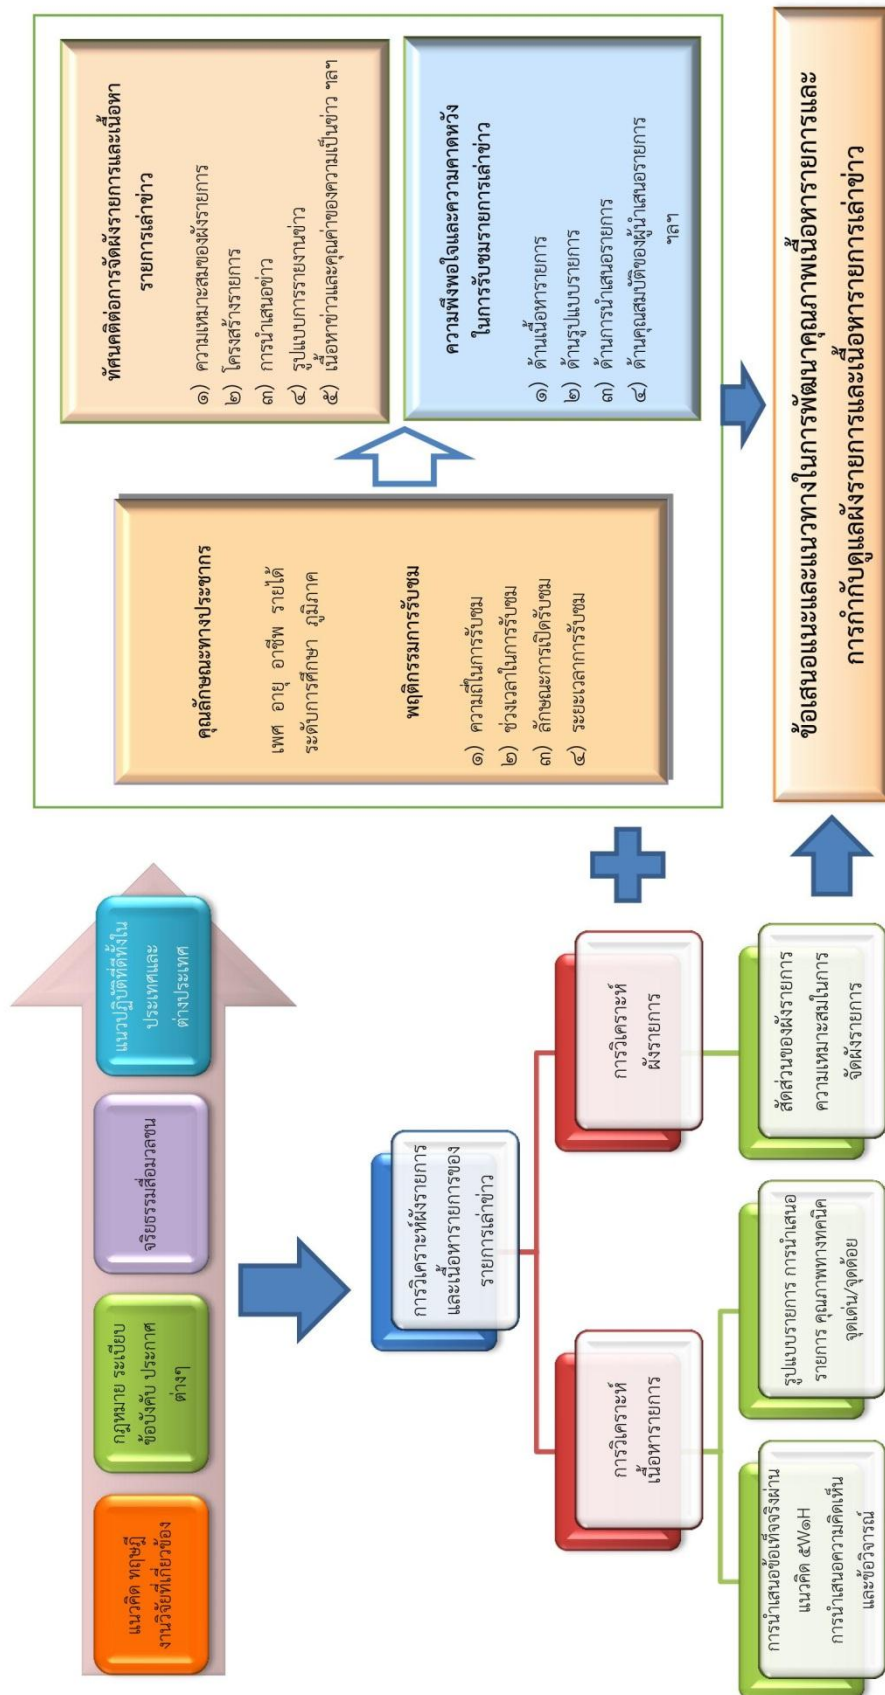 แนวคิด ทฤษฎี
งานวิจัยที่เกี่ยวข้อง
กฎหมาย ระเบียบ
ข้อบังคับ ประกาศ
ต่างๆ
จริยธรรมสื่อมวลชน
แนวปฏิบัติที่ดีทั้งใน
ประเทศและ
ต่างประเทศ
การวิเคราะห์ผังรายการ
และเนื้อหารายการของ
รายการเล่าข่าว
การวิเคราะห์
เนื้อหารายการ
การวิเคราะห์
ผังรายการ
การนำเสนอข้อเท็จจริงผ่าน
แนวคิด ๕W๑H
การนำเสนอความคิดเห็น
และข้อวิจารณ์
รูปแบบรายการ การนำเสนอ
รายการ คุณภาพทางทคนิค
จุดเด่น/จุดด้อย
สัดส่วนของผังรายการ
ความเหมาะสมในการ
จัดผังรายการ
คุณลักษณะทางประชากร
เพศ อายุ อาชีพ รายได้
ระดับการศึกษา ภูมิภาค
พฤติกรรมการรับชม
๑) ความถี่ในการรับชม
๒) ช่วงเวลาในการรับชม
๓) ลักษณะการเปิดรับชม
๔) ระยะเวลาการรับชม
ทัศนคติต่อการจัดผังรายการและเนื้อหา
รายการเล่าข่าว
๑) ความเหมาะสมของผังรายการ
๒) โครงสร้างรายการ
๓) การนำเสนอข่าว
๔) รูปแบบการรายงานข่าว
๕) เนื้อหาข่าวและคุณค่าของความเป็นข่าว ฯลฯ
ความพึงพอใจและความคาดหวัง
ในการรับชมรายการเล่าข่าว
๑) ด้านเนื้อหารายการ
๒) ด้านรูปแบบรายการ
๓) ด้านการนำเสนอรายการ
๔) ด้านคุณสมบัติของผู้นำเสนอรายการ
ฯลฯ
ข้อเสนอแนะและแนวทางในการพัฒนาคุณภาพเนื้อหารายการและ
การกำกับดูแลผังรายการและเนื้อหารายการเล่าข่าว